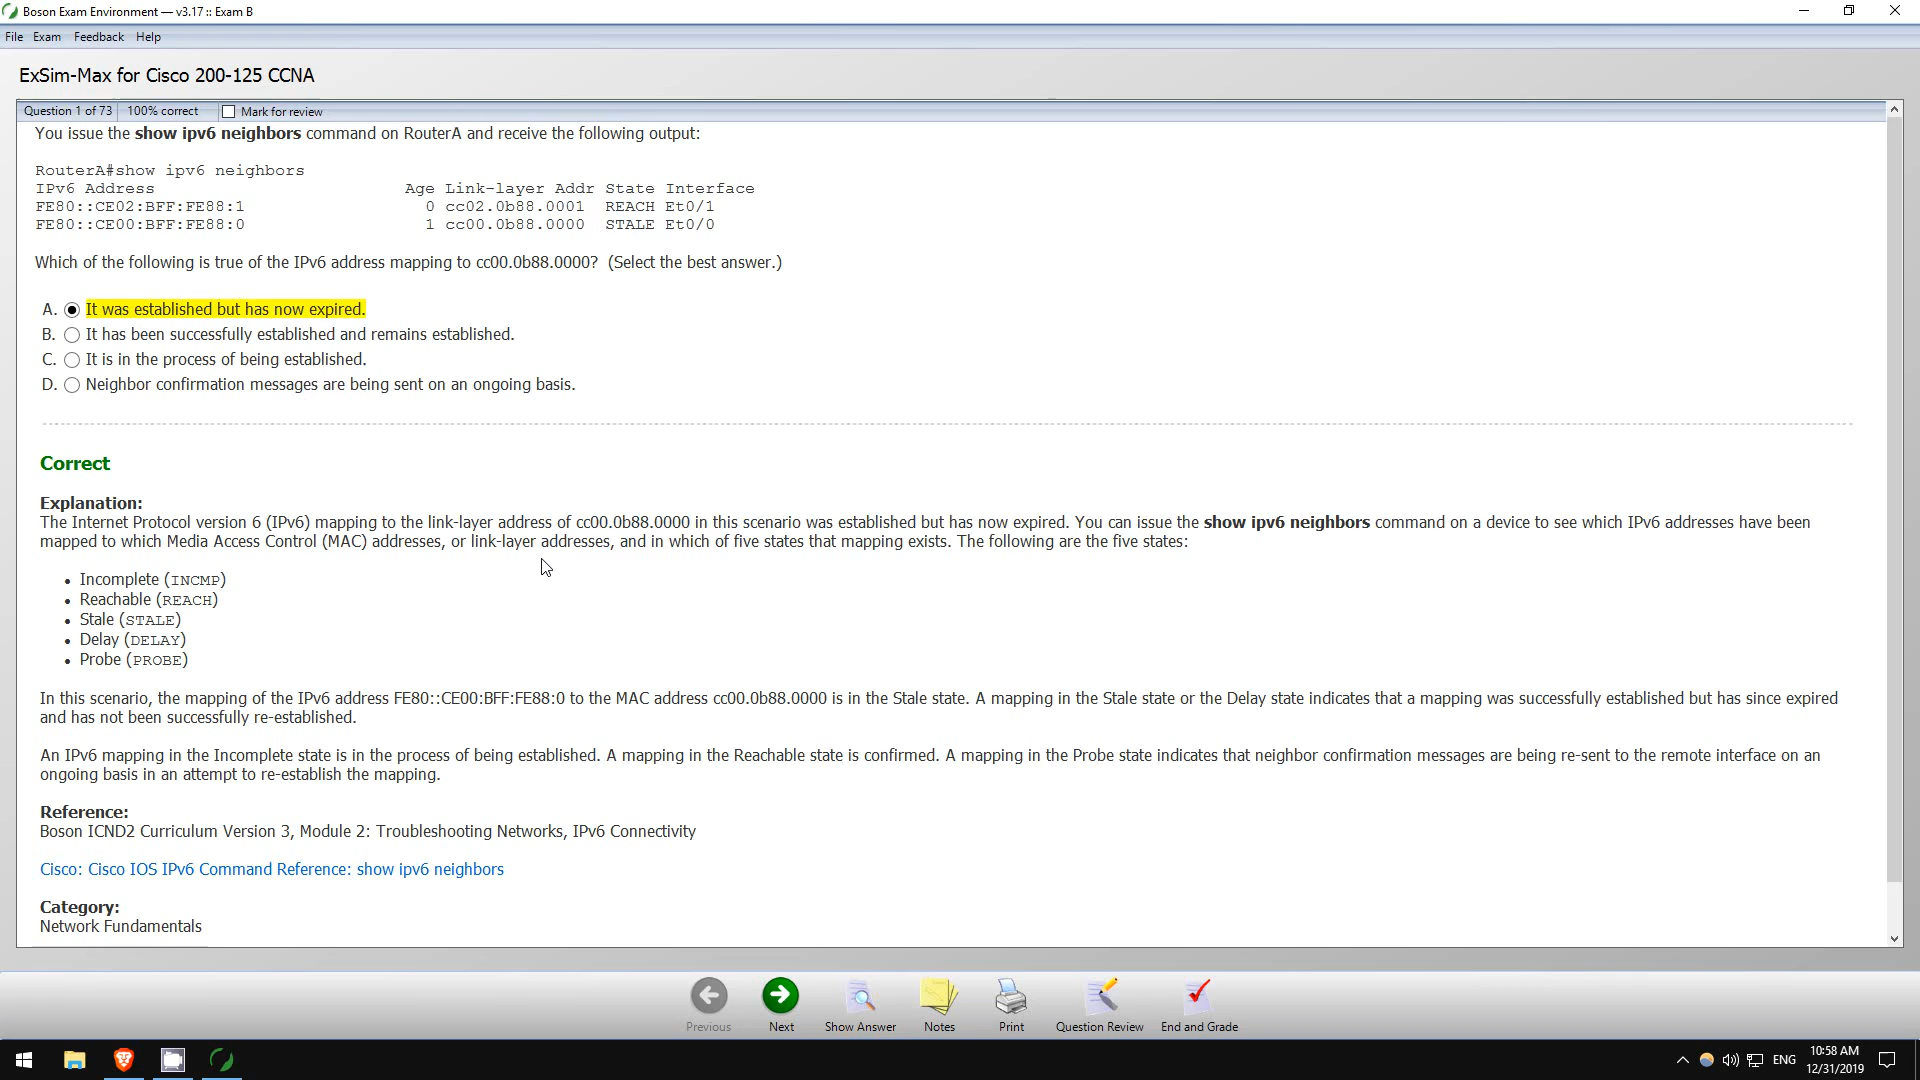 Boson Exam Environment — v3.17 :: Exam B
File Exam Feedback Help
ExSim-Max for Cisco 200-125 CCNA
Question 1 of 73 100% correct Mark for review
You issue the show ipv6 neighbors command on RouterA and receive the following output:
RouterA#show ipv6 neighbors
IPv6 Address Age Link-layer Addr State Interface
FE80::CE02:BFF:FE88:1 0 cc02.0b88.0001 REACH Et0/1
FE80::CE00:BFF:FE88:0 1 cc00.0b88.0000 STALE Et0/0
Which of the following is true of the IPv6 address mapping to cc00.0b88.0000? (Select the best answer.)
A. It was established but has now expired.
B. It has been successfully established and remains established.
C. It is in the process of being established.
D. Neighbor confirmation messages are being sent on an ongoing basis.
Correct
Explanation:
The Internet Protocol version 6 (IPv6) mapping to the link-layer address of cc00.0b88.0000 in this scenario was established but has now expired. You can issue the show ipv6 neighbors command on a device to see which IPv6 addresses have been
mapped to which Media Access Control (MAC) addresses, or link-layer addresses, and in which of five states that mapping exists. The following are the five states:
• Incomplete (INCMP)
• Reachable (REACH)
• Stale (STALE)
• Delay (DELAY)
• Probe (PROBE)
In this scenario, the mapping of the IPv6 address FE80::CE00:BFF:FE88:0 to the MAC address cc00.0b88.0000 is in the Stale state. A mapping in the Stale state or the Delay state indicates that a mapping was successfully established but has since expired
and has not been successfully re-established.
An IPv6 mapping in the Incomplete state is in the process of being established. A mapping in the Reachable state is confirmed. A mapping in the Probe state indicates that neighbor confirmation messages are being re-sent to the remote interface on an
ongoing basis in an attempt to re-establish the mapping.
Reference:
Boson ICND2 Curriculum Version 3, Module 2: Troubleshooting Networks, IPv6 Connectivity
Cisco: Cisco IOS IPv6 Command Reference: show ipv6 neighbors
Category:
Network Fundamentals
Previous Next Show Answer Notes Print Question Review End and Grade
ENG 10:58 AM
12/31/2019